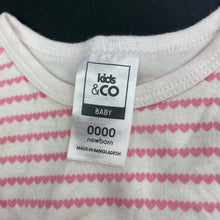 kids
&CO
BABY
0000
newborn
MADE IN BANGLADESH